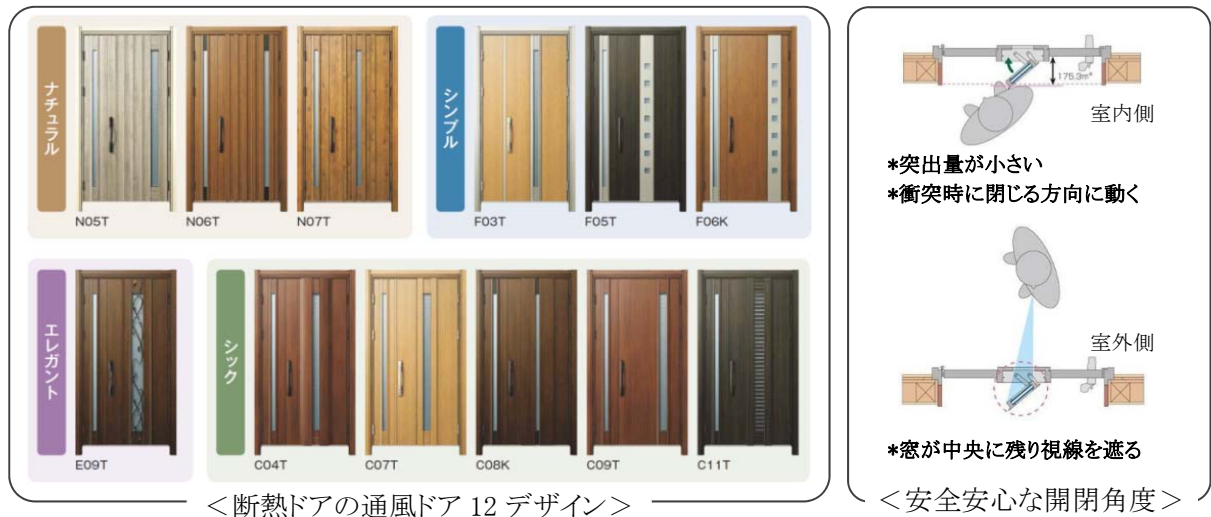 ナチュラル
N05T
N06T
N07T
シンプル
F03T
F05T
F06K
エレガント
E09T
シック
C04T
C07T
C08K
C09T
C11T
＜断熱ドアの通風ドア 12 デザイン＞
175.3m
室内側
*突出量が小さい
*衝突時に閉じる方向に動く
室外側
*窓が中央に残り視線を遮る
＜安全安心な開閉角度＞